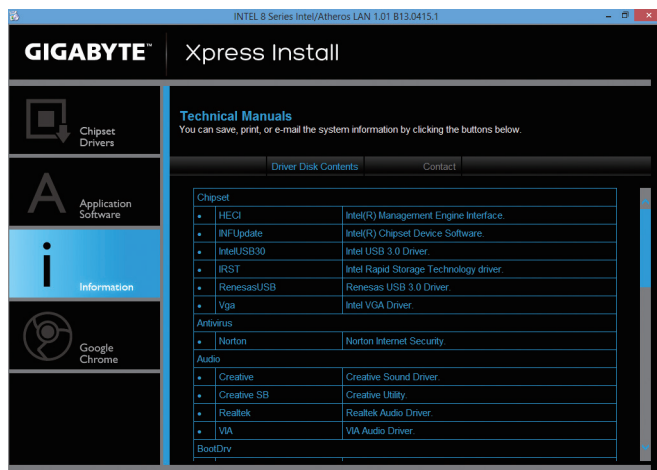 INTEL 8 Series Intel/Atheros LAN 1.01 B13.0415.1
GIGABYTE™
Xpress Install
Chipset
Drivers
Application
Software
Information
Google
Chrome
Technical Manuals
You can save, print, or e-mail the system information by clicking the buttons below.
Driver Disk Contents Contact
Chipset
• HECI Intel(R) Management Engine Interface.
• INFUpdate Intel(R) Chipset Device Software.
• IntelUSB30 Intel USB 3.0 Driver.
• IRST Intel Rapid Storage Technology driver.
• RenesasUSB Renesas USB 3.0 Driver.
• Vga Intel VGA Driver.
Antivirus
• Norton Norton Internet Security.
Audio
• Creative Creative Sound Driver.
• Creative SB Creative Utility.
• Realtek Realtek Audio Driver.
• VIA VIA Audio Driver.
BootDrv